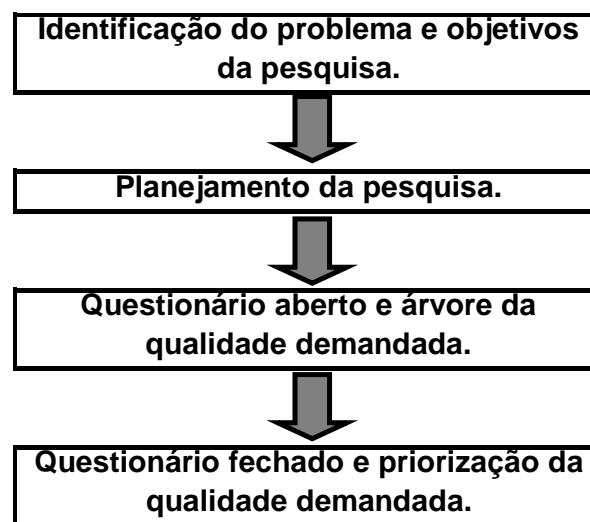 Identificação do problema e objetivos
da pesquisa.
Planejamento da pesquisa.
Questionário aberto e árvore da
qualidade demandada.
Questionário fechado e priorização da
qualidade demandada.